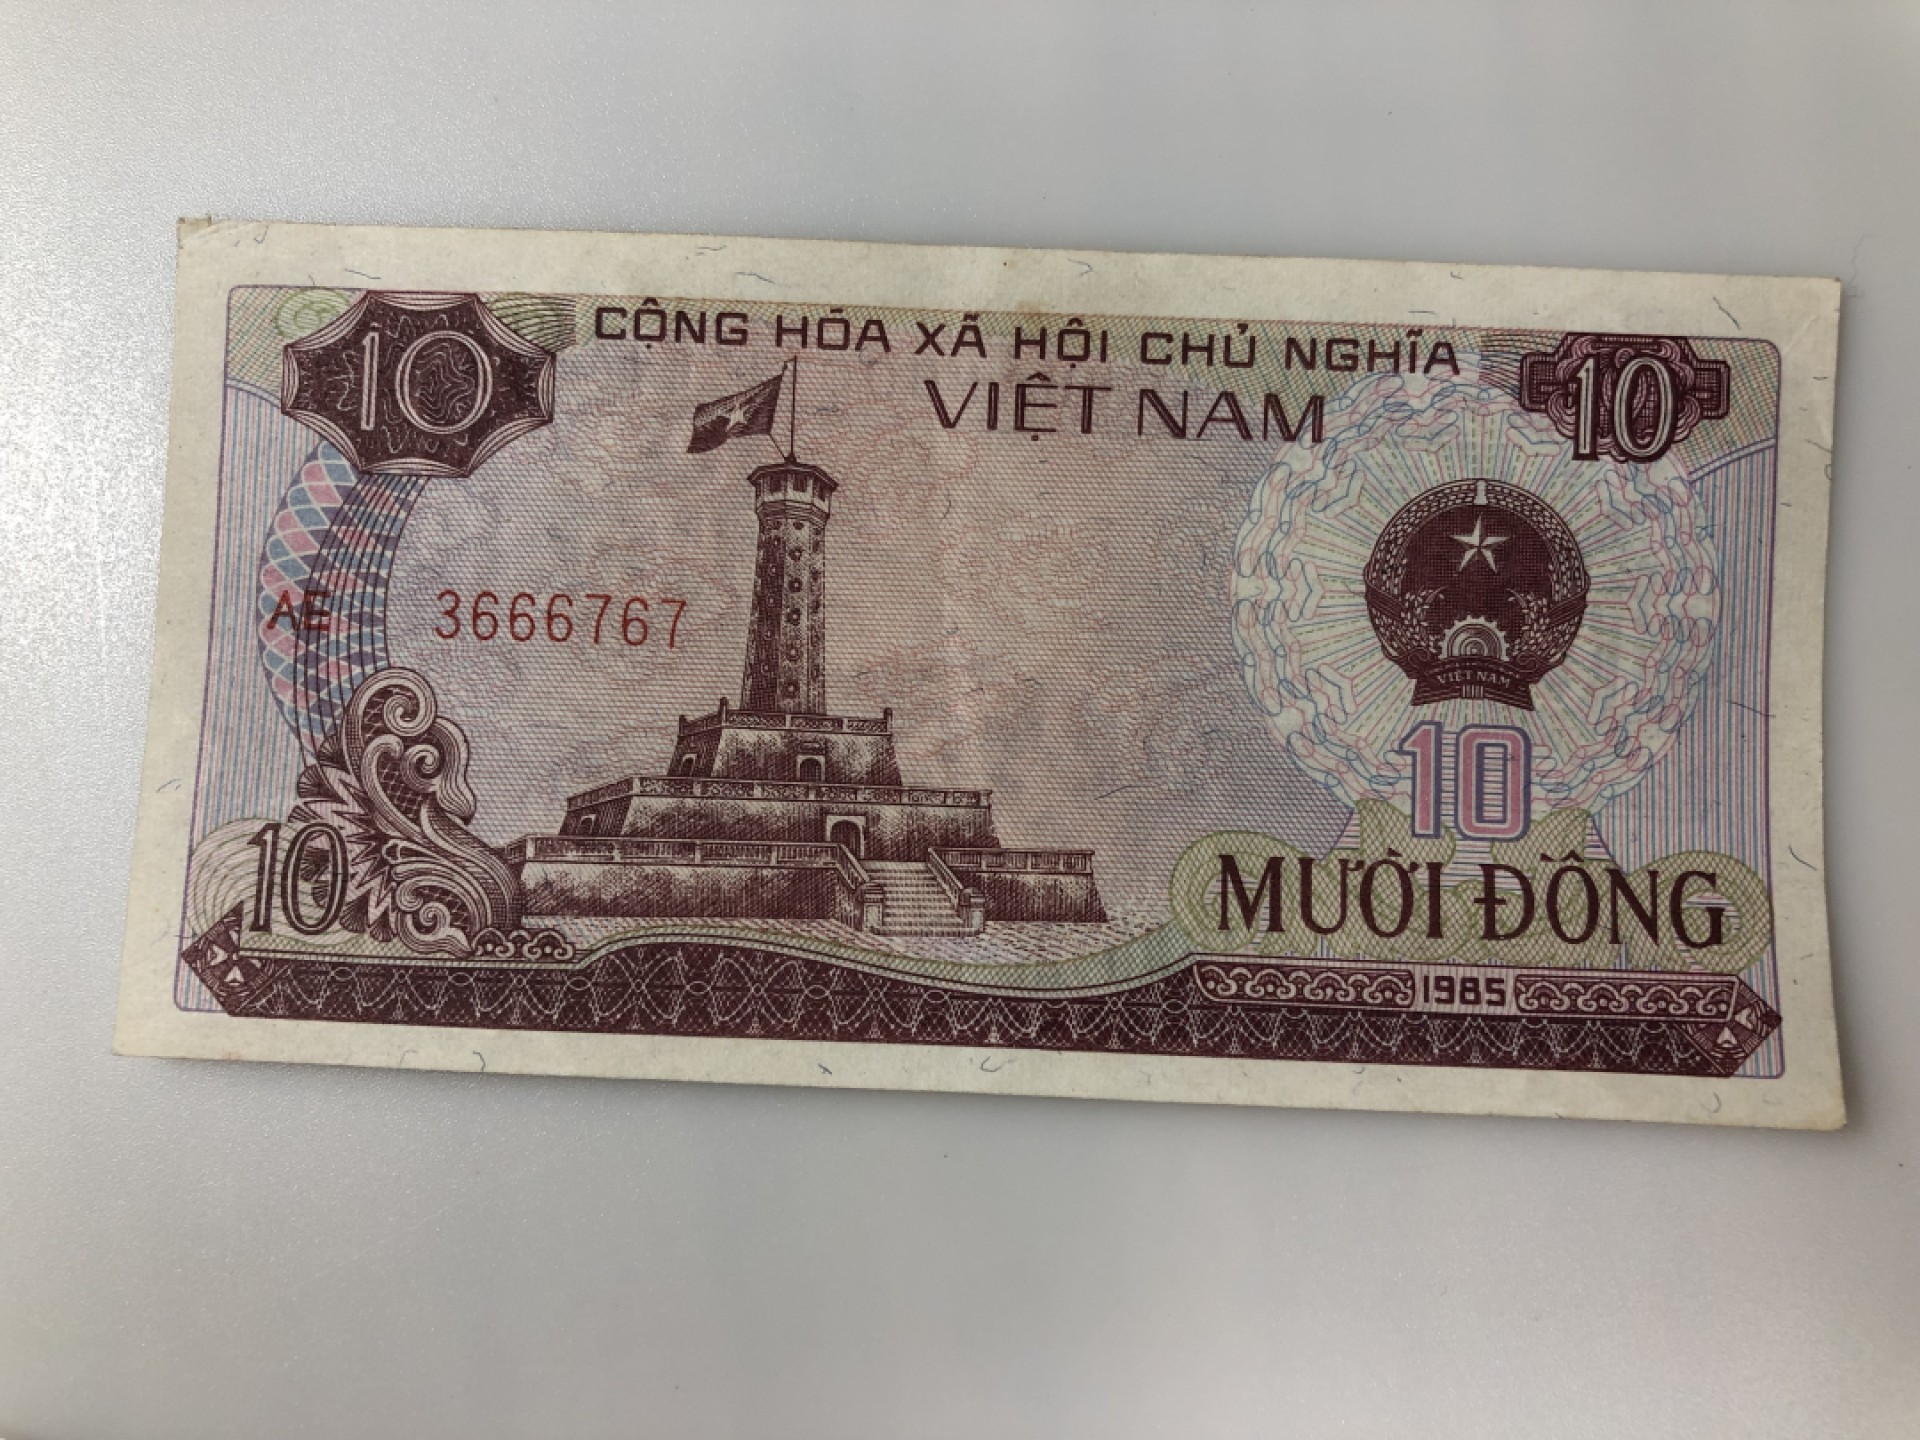 10
CỘNG HÒA XÃ HỘI CHỦ NGHĨA
VIỆT NAM
10
AE 3666767
VIỆT NAM
10
10
MƯỜI ĐỒNG
1985